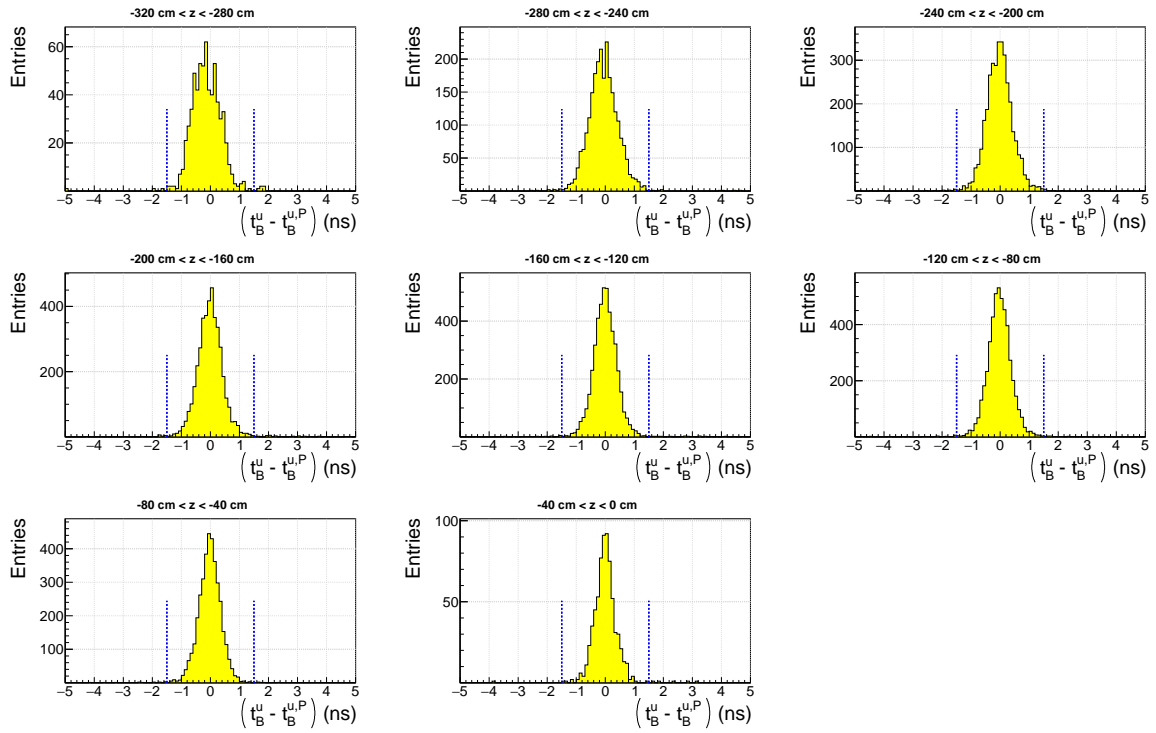 -320 cm < z < -280 cm
Entries
60
40
20
−5 −4 −3 −2 −1 0 1 2 3 4 5
(t_B^u - t_B^{u,P}) (ns)
-280 cm < z < -240 cm
Entries
200
150
100
50
−5 −4 −3 −2 −1 0 1 2 3 4 5
(t_B^u - t_B^{u,P}) (ns)
-240 cm < z < -200 cm
Entries
300
200
100
−5 −4 −3 −2 −1 0 1 2 3 4 5
(t_B^u - t_B^{u,P}) (ns)
-200 cm < z < -160 cm
Entries
400
200
−5 −4 −3 −2 −1 0 1 2 3 4 5
(t_B^u - t_B^{u,P}) (ns)
-160 cm < z < -120 cm
Entries
400
200
−5 −4 −3 −2 −1 0 1 2 3 4 5
(t_B^u - t_B^{u,P}) (ns)
-120 cm < z < -80 cm
Entries
400
200
−5 −4 −3 −2 −1 0 1 2 3 4 5
(t_B^u - t_B^{u,P}) (ns)
-80 cm < z < -40 cm
Entries
400
300
200
100
−5 −4 −3 −2 −1 0 1 2 3 4 5
(t_B^u - t_B^{u,P}) (ns)
-40 cm < z < 0 cm
Entries
100
50
−5 −4 −3 −2 −1 0 1 2 3 4 5
(t_B^u - t_B^{u,P}) (ns)